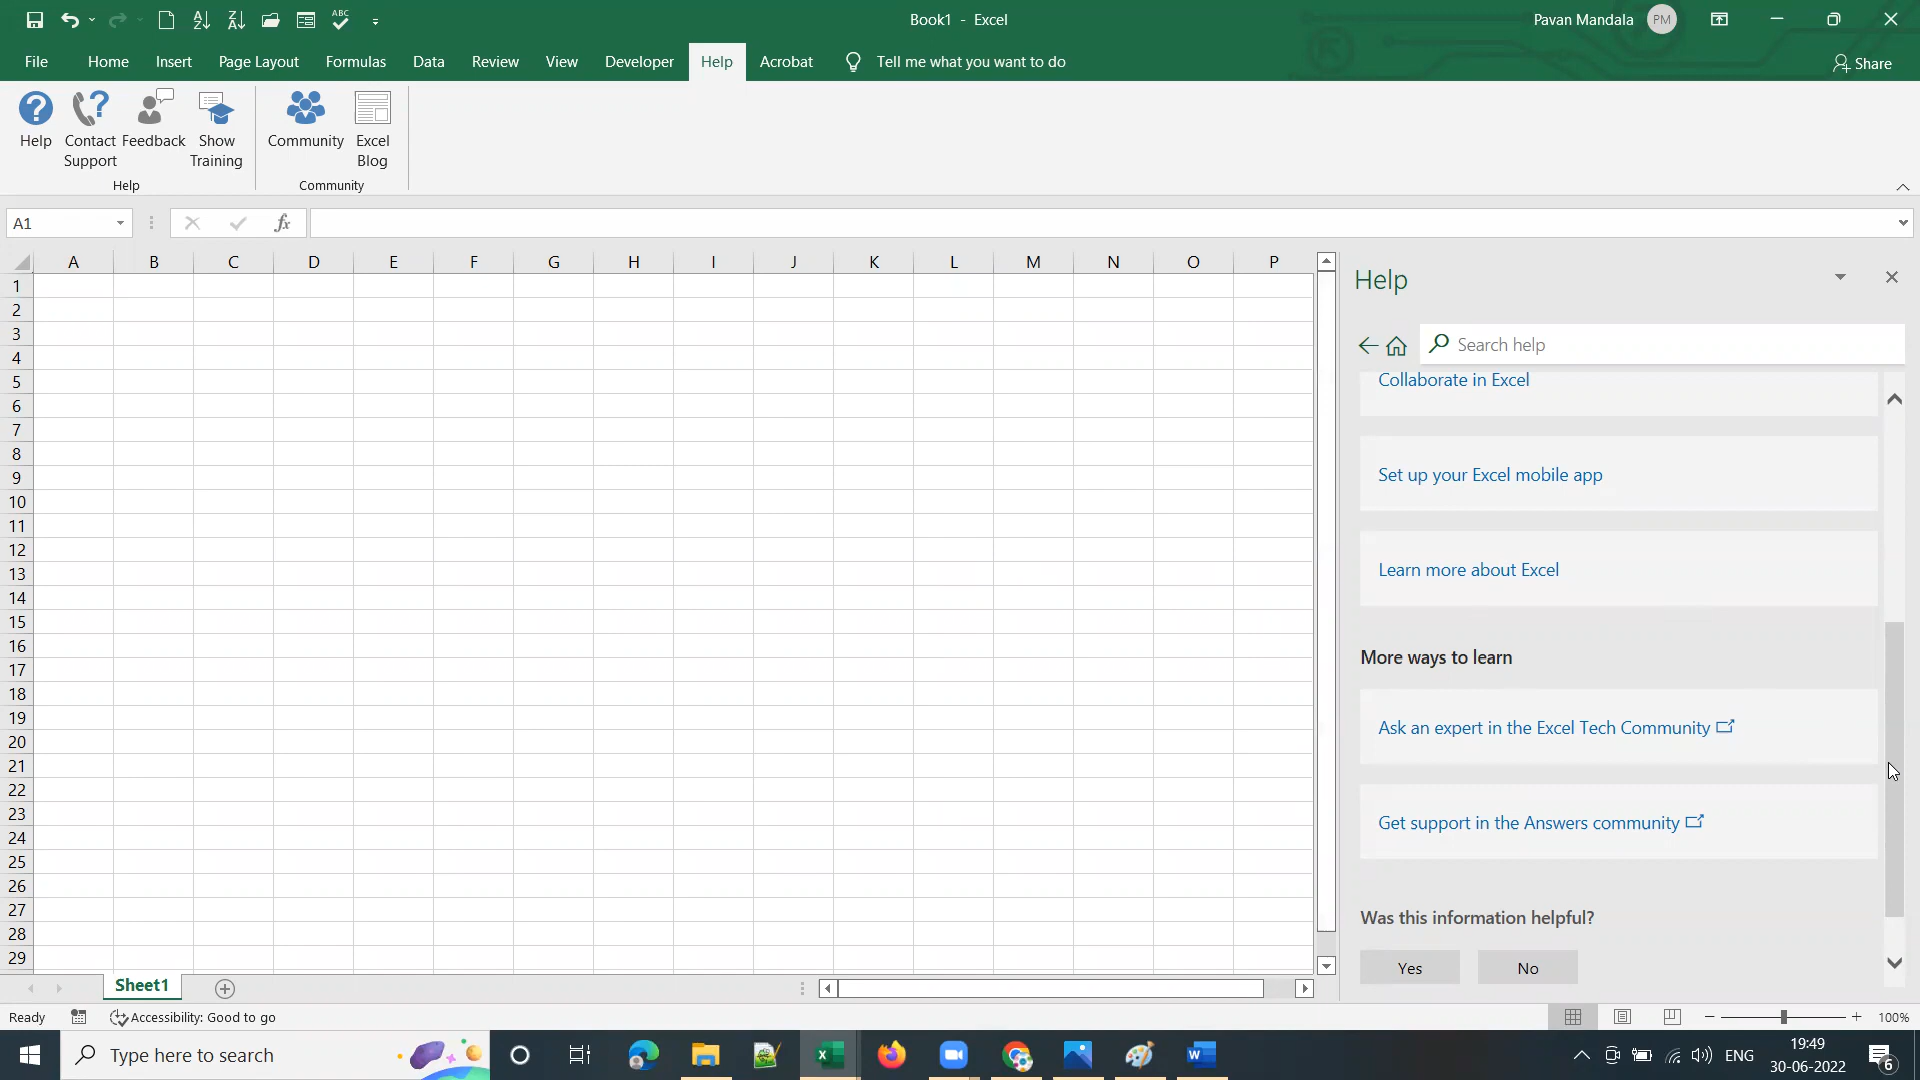 ABC
Book1 - Excel
Pavan Mandala
PM
File
Home
Insert
Page Layout
Formulas
Data
Review
View
Developer
Help
Acrobat
Tell me what you want to do
Share
Help
Contact Support
Feedback
Show Training
Community
Excel Blog
Help
Community
A1
fx
A B C D E F G H I J K L M N O P
1
2
3
4
5
6
7
8
9
10
11
12
13
14
15
16
17
18
19
20
21
22
23
24
25
26
27
28
29
Help
Search help
Collaborate in Excel
Set up your Excel mobile app
Learn more about Excel
More ways to learn
Ask an expert in the Excel Tech Community
Get support in the Answers community
Was this information helpful?
Yes
No
Sheet1
Ready
Accessibility: Good to go
100%
Type here to search
ENG
19:49
30-06-2022
6